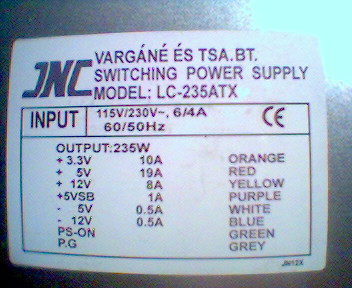 JNC
VARGÁNÉ ÉS TSA.BT.
SWITCHING POWER SUPPLY
MODEL: LC-235ATX
INPUT 115V/230V~, 6/4A
60/50Hz
CE
OUTPUT:235W
+ 3.3V 10A ORANGE
+ 5V 19A RED
+ 12V 8A YELLOW
+5VSB 1A PURPLE
- 5V 0.5A WHITE
- 12V 0.5A BLUE
PS-ON GREEN
P.G GREY